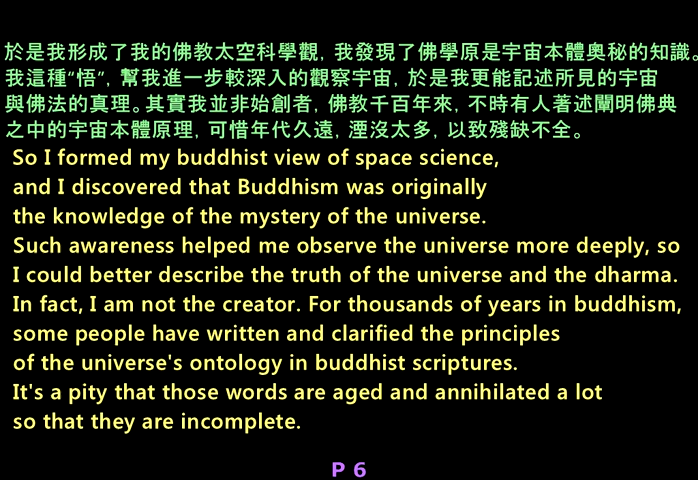 於是我形成了我的佛教太空科學觀, 我發現了佛學原是宇宙本體奧秘的知識。
我這種“悟”, 幫我進一步較深入的觀察宇宙, 於是我更能記述所見的宇宙
與佛法的真理。其實我並非始創者, 佛教千百年來, 不時有人著述闡明佛典
之中的宇宙本體原理, 可惜年代久遠, 湮沒太多, 以致殘缺不全。
So I formed my buddhist view of space science,
and I discovered that Buddhism was originally
the knowledge of the mystery of the universe.
Such awareness helped me observe the universe more deeply, so
I could better describe the truth of the universe and the dharma.
In fact, I am not the creator. For thousands of years in buddhism,
some people have written and clarified the principles
of the universe's ontology in buddhist scriptures.
It's a pity that those words are aged and annihilated a lot
so that they are incomplete.
P 6